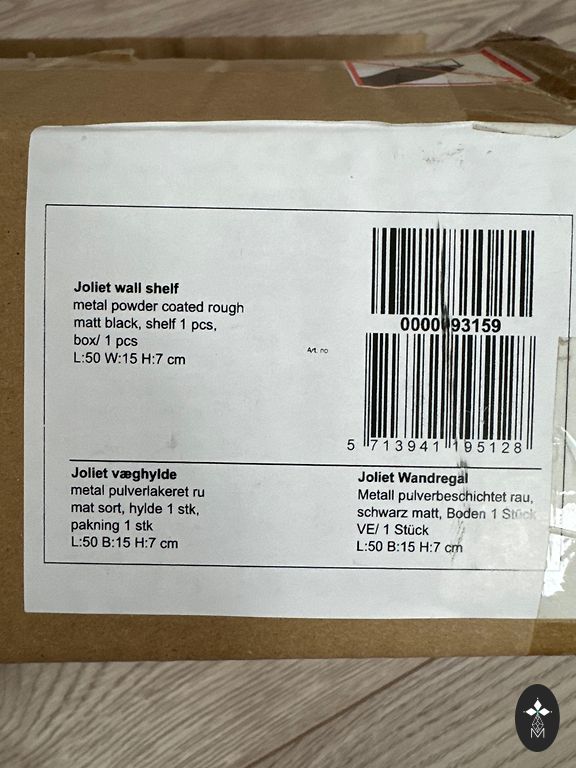 Joliet wall shelf
metal powder coated rough
matt black, shelf 1 pcs,
box/ 1 pcs
L:50 W:15 H:7 cm
Art. no
0000093159
5 713941 195128
Joliet væghylde
metal pulverlakeret ru
mat sort, hylde 1 stk,
pakning 1 stk
L:50 B:15 H:7 cm
Joliet Wandregal
Metall pulverbeschichtet rau,
schwarz matt, Boden 1 Stück
VE/ 1 Stück
L:50 B:15 H:7 cm
M